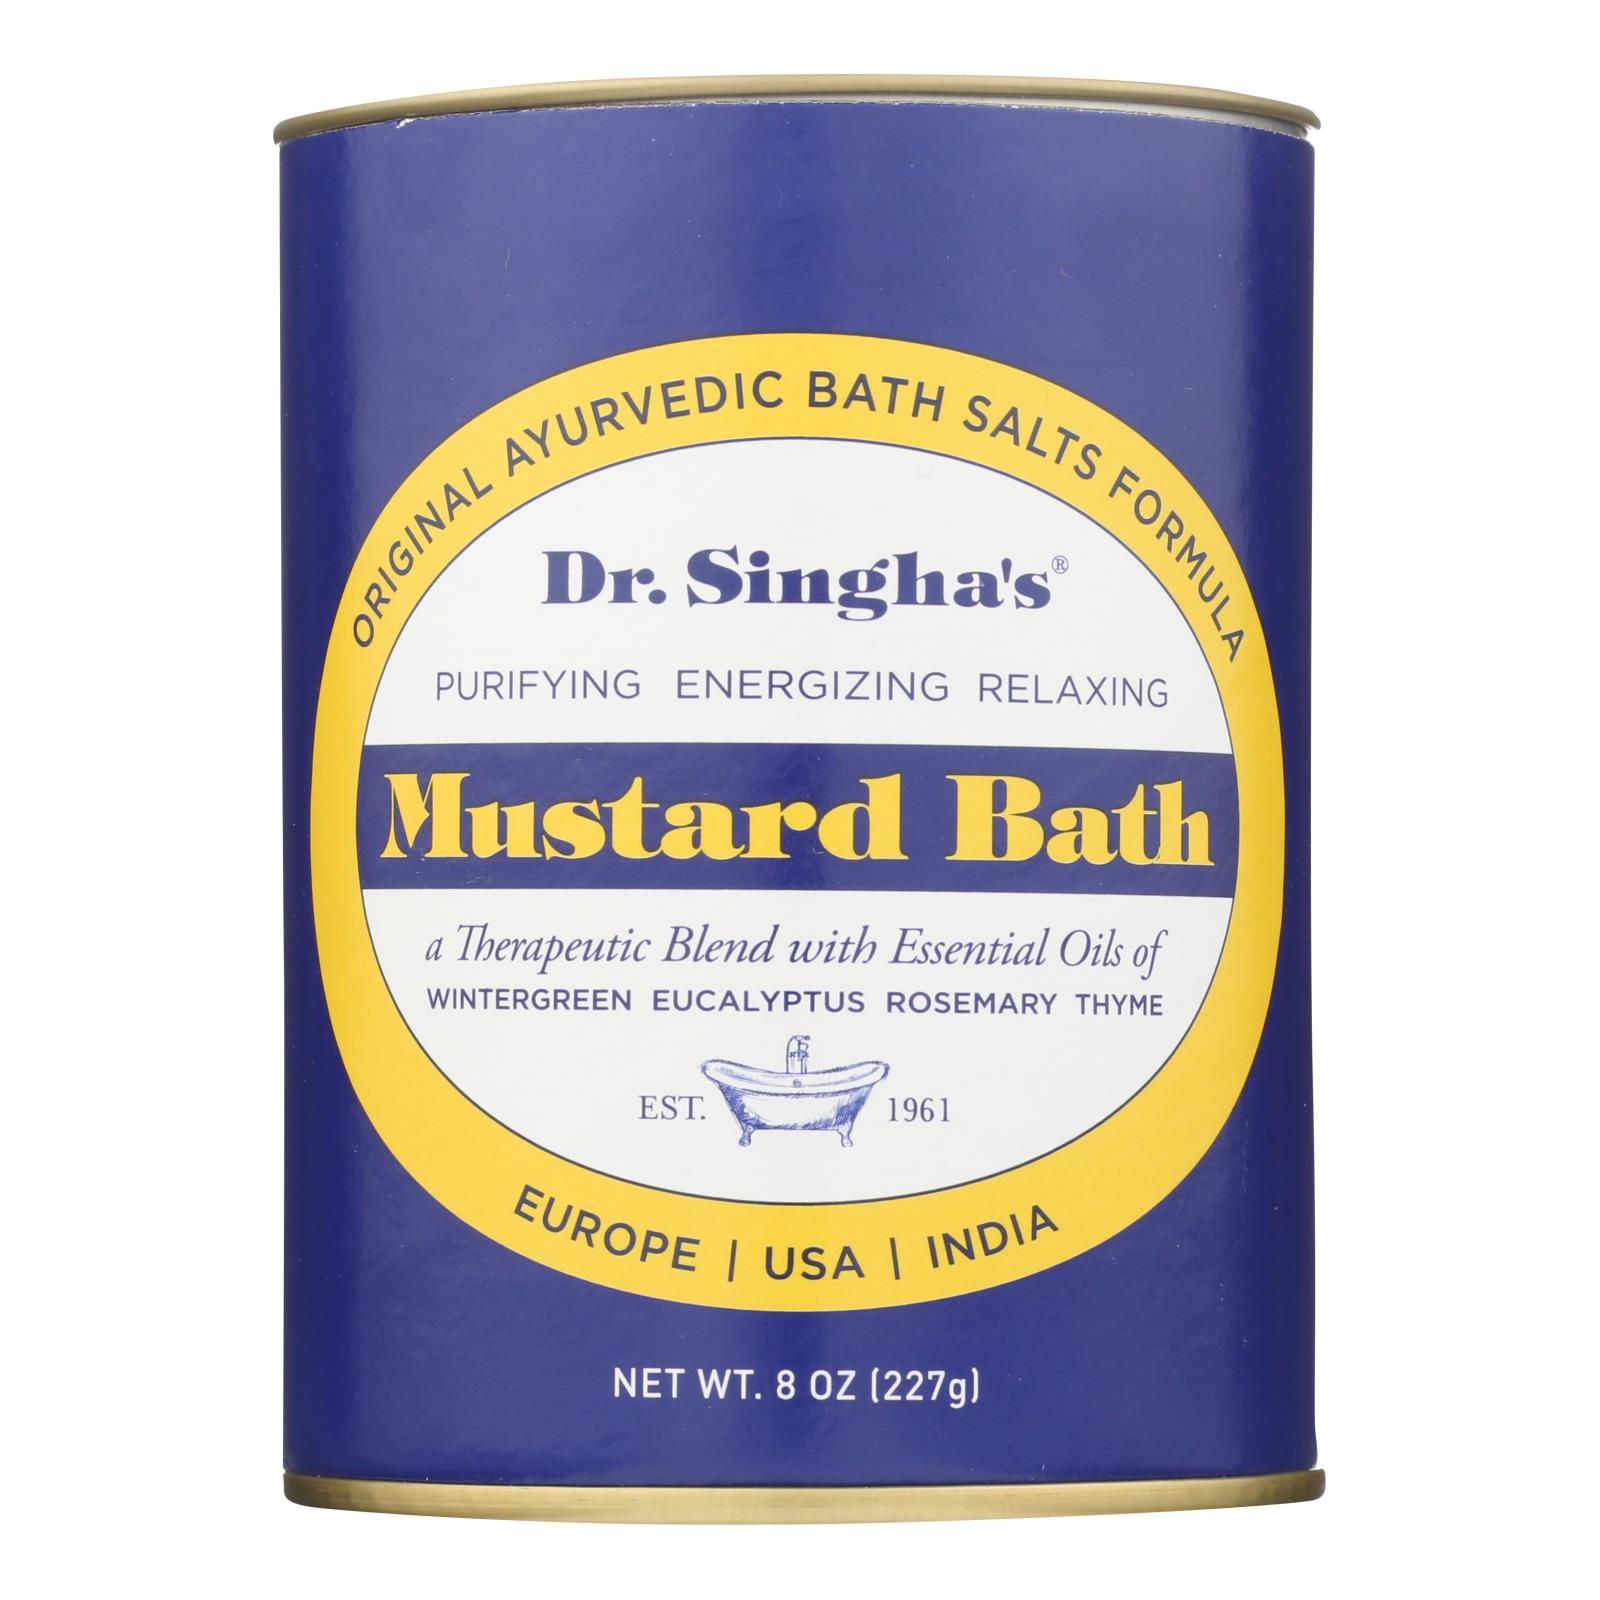 ORIGINAL AYURVEDIC BATH SALTS FORMULA
Dr. Singha's®
PURIFYING ENERGIZING RELAXING
Mustard Bath
a Therapeutic Blend with Essential Oils of
WINTERGREEN EUCALYPTUS ROSEMARY THYME
EST. 1961
EUROPE | USA | INDIA
NET WT. 8 OZ (227g)